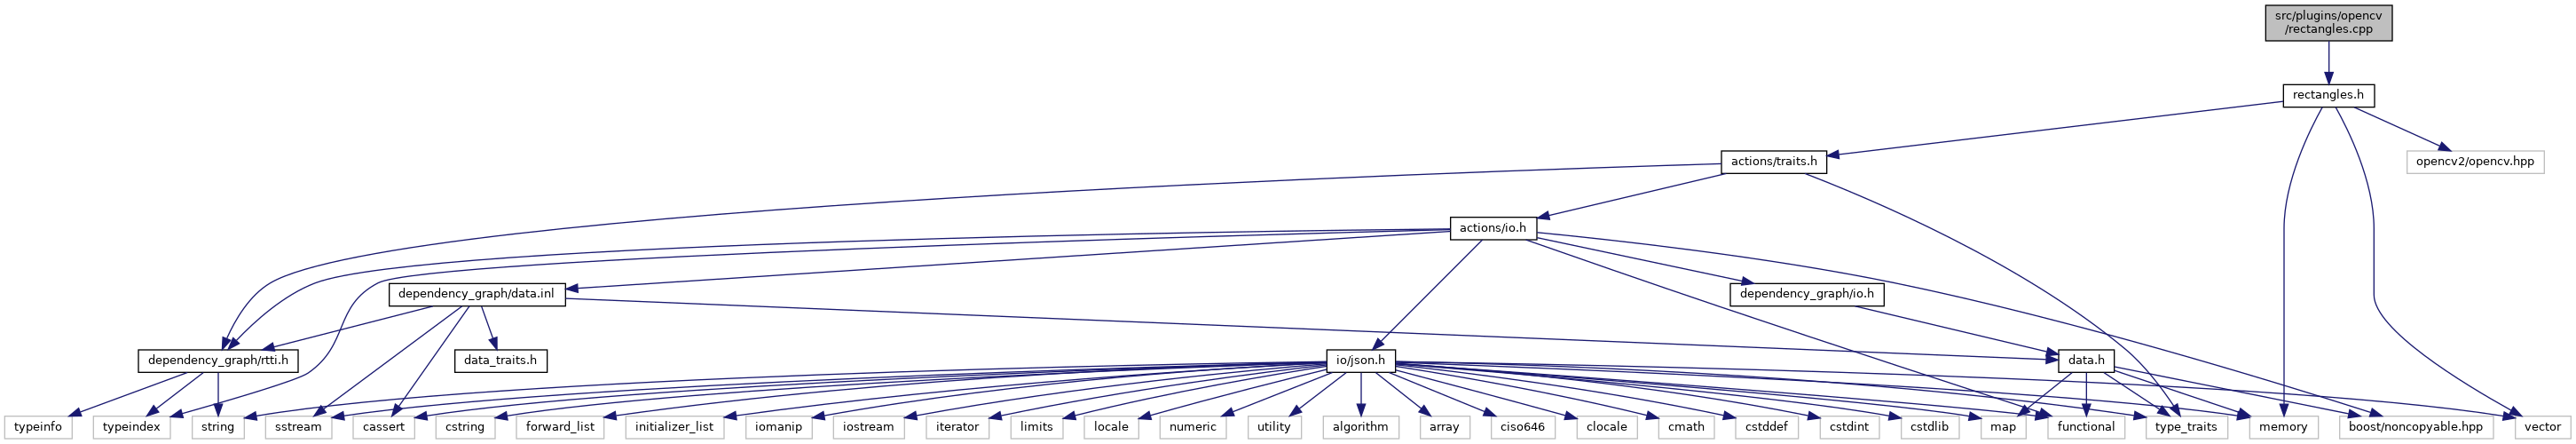 src/plugins/opencv
/rectangles.cpp
rectangles.h
actions/traits.h
opencv2/opencv.hpp
actions/io.h
dependency_graph/data.inl
dependency_graph/io.h
dependency_graph/rtti.h
data_traits.h
io/json.h
data.h
typeinfo
typeindex
string
sstream
cassert
cstring
forward_list
initializer_list
iomanip
iostream
iterator
limits
locale
numeric
utility
algorithm
array
ciso646
clocale
cmath
cstddef
cstdint
cstdlib
map
functional
type_traits
memory
boost/noncopyable.hpp
vector